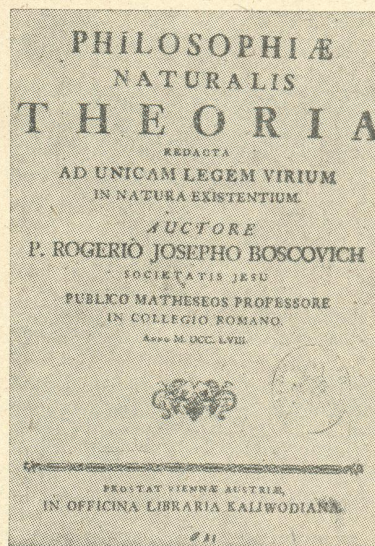 PHILOSOPHIÆ
NATURALIS
THEORIA
REDACTA
AD UNICAM LEGEM VIRIUM
IN NATURA EXISTENTIUM.
AUCTORE
P. ROGERIO JOSEPHO BOSCOVICH
SOCIETATIS JESU
PUBLICO MATHESEOS PROFESSORE
IN COLLEGIO ROMANO.
Anno M. DCC. LVIII.
PROSTAT VIENNÆ AUSTRIÆ,
IN OFFICINA LIBRARIA KALIWODIANA.